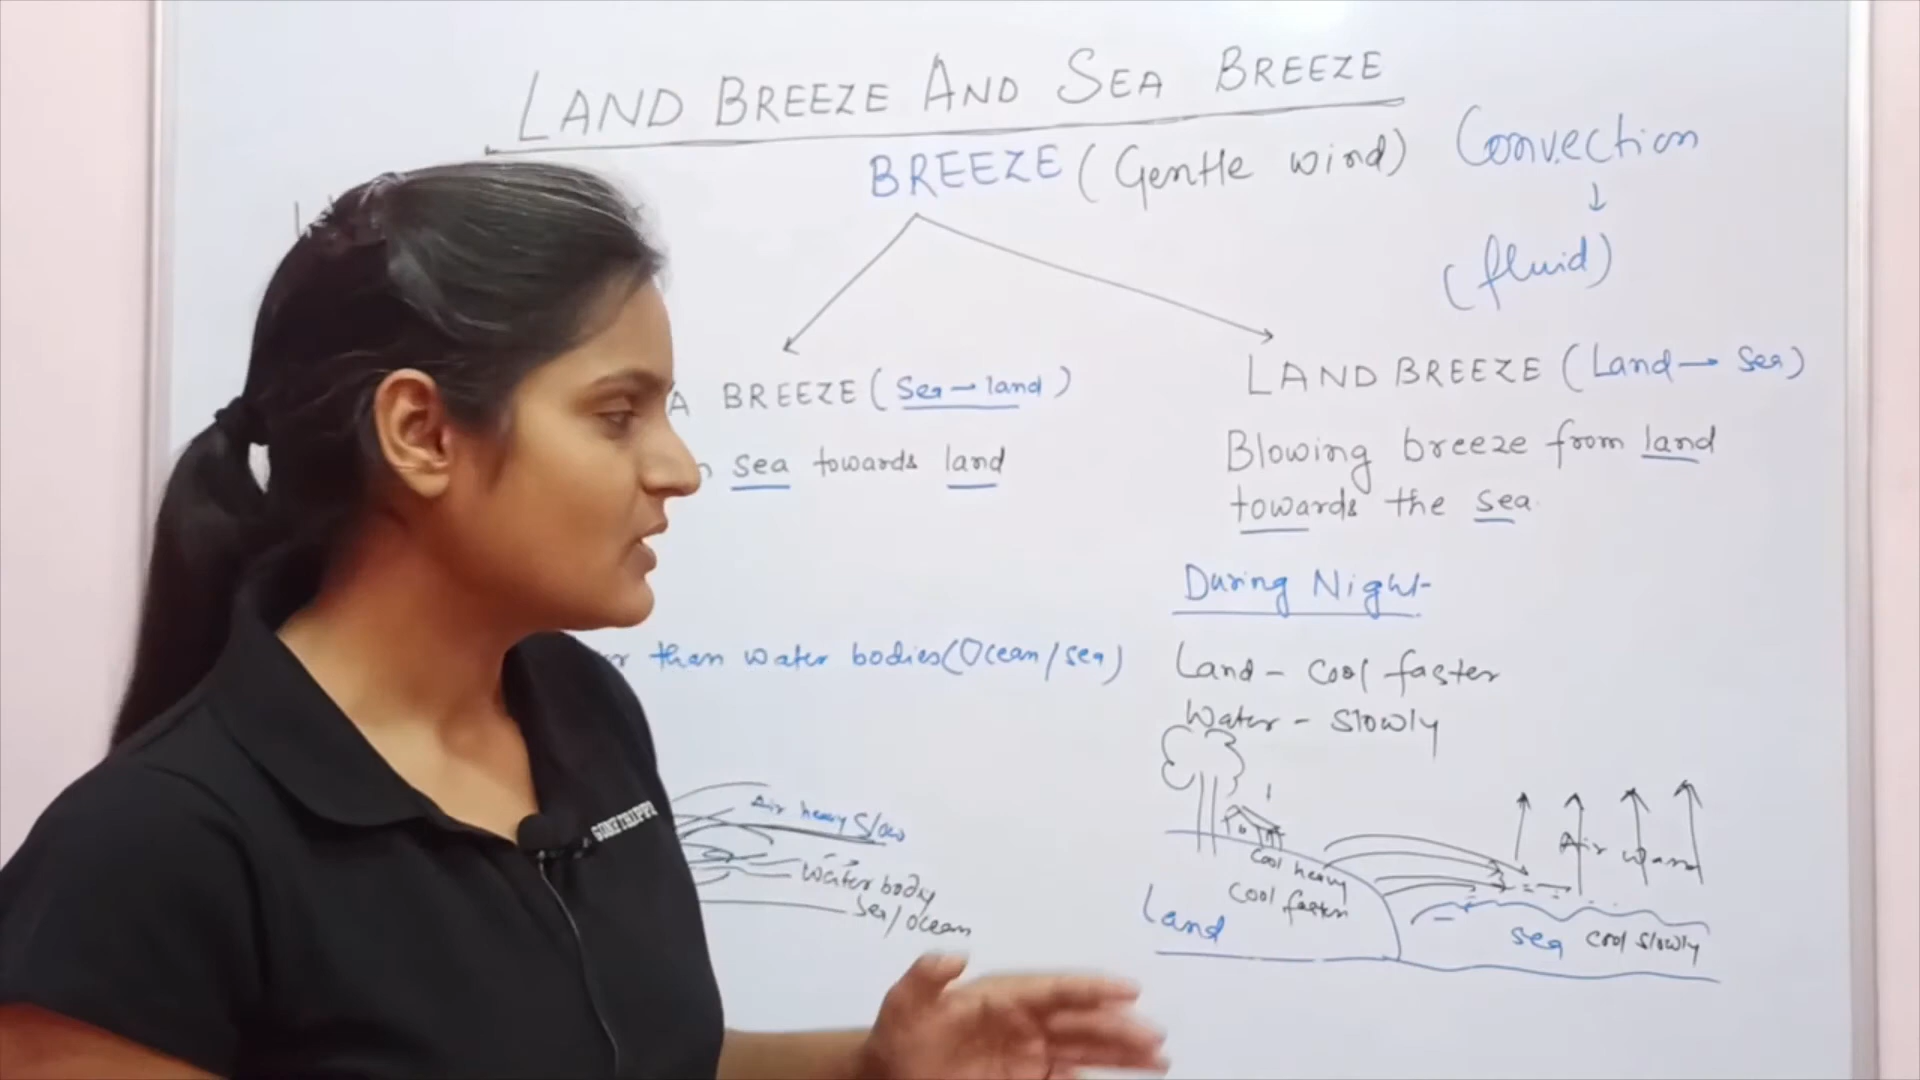 LAND BREEZE AND SEA BREEZE
BREEZE (Gentle wind)
Convection
↓
(fluid)
A BREEZE (Sea → land)
sea towards land
than water bodies (Ocean/sea)
Air heavy Slow
water body
Sea/Ocean
LAND BREEZE (Land → Sea)
Blowing breeze from land
towards the sea.
During Night
Land - Cool faster
Water - Slowly
Cool heavy
Cool faster
Land
Air
sea Cool slowly